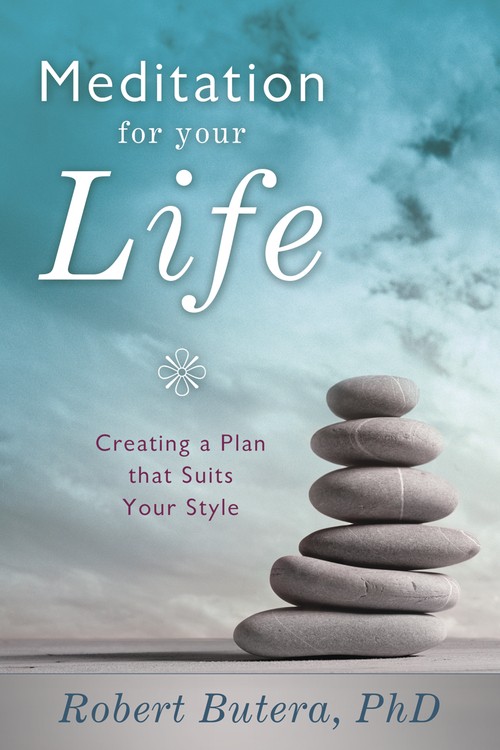 Meditation
for your
Life
Creating a Plan
that Suits
Your Style
Robert Butera, PhD